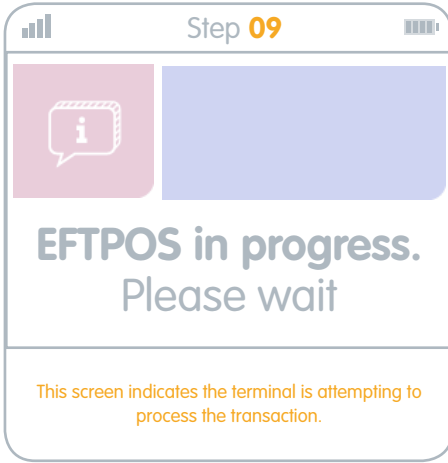 Step 09
EFTPOS in progress.
Please wait
This screen indicates the terminal is attempting to
process the transaction.